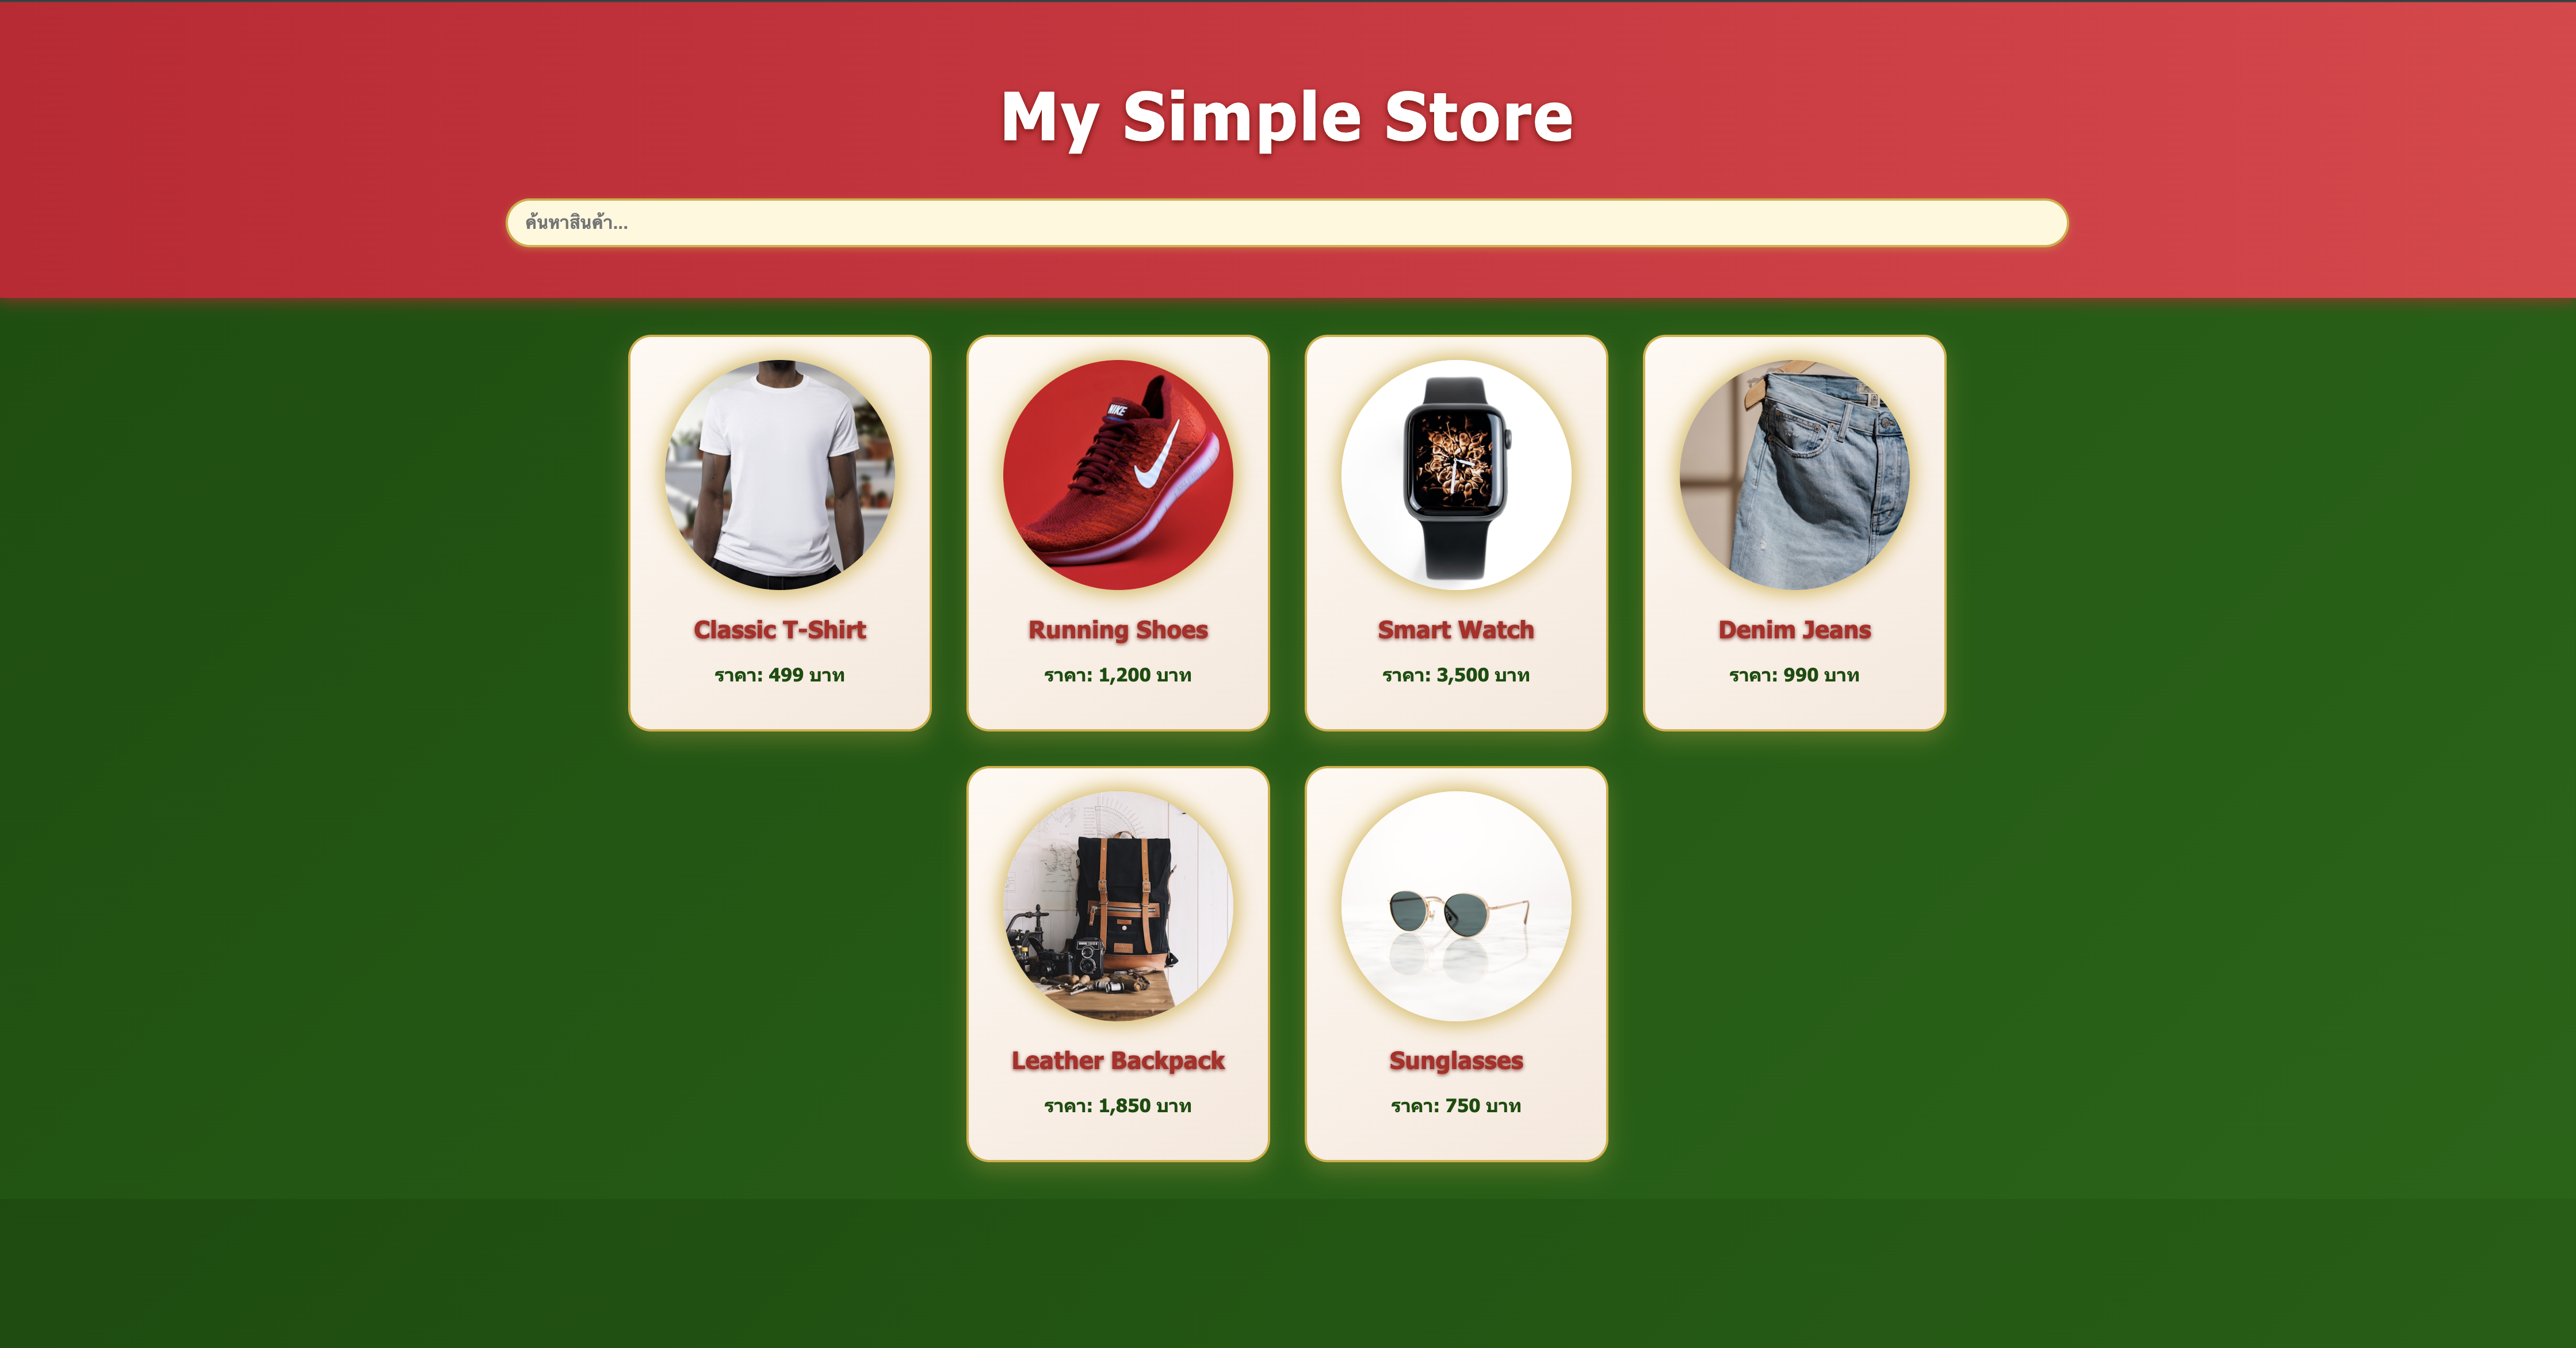 My Simple Store
ค้นหาสินค้า...
NIKE
Classic T-Shirt
ราคา: 499 บาท
Running Shoes
ราคา: 1,200 บาท
Smart Watch
ราคา: 3,500 บาท
Denim Jeans
ราคา: 990 บาท
Leather Backpack
ราคา: 1,850 บาท
Sunglasses
ราคา: 750 บาท